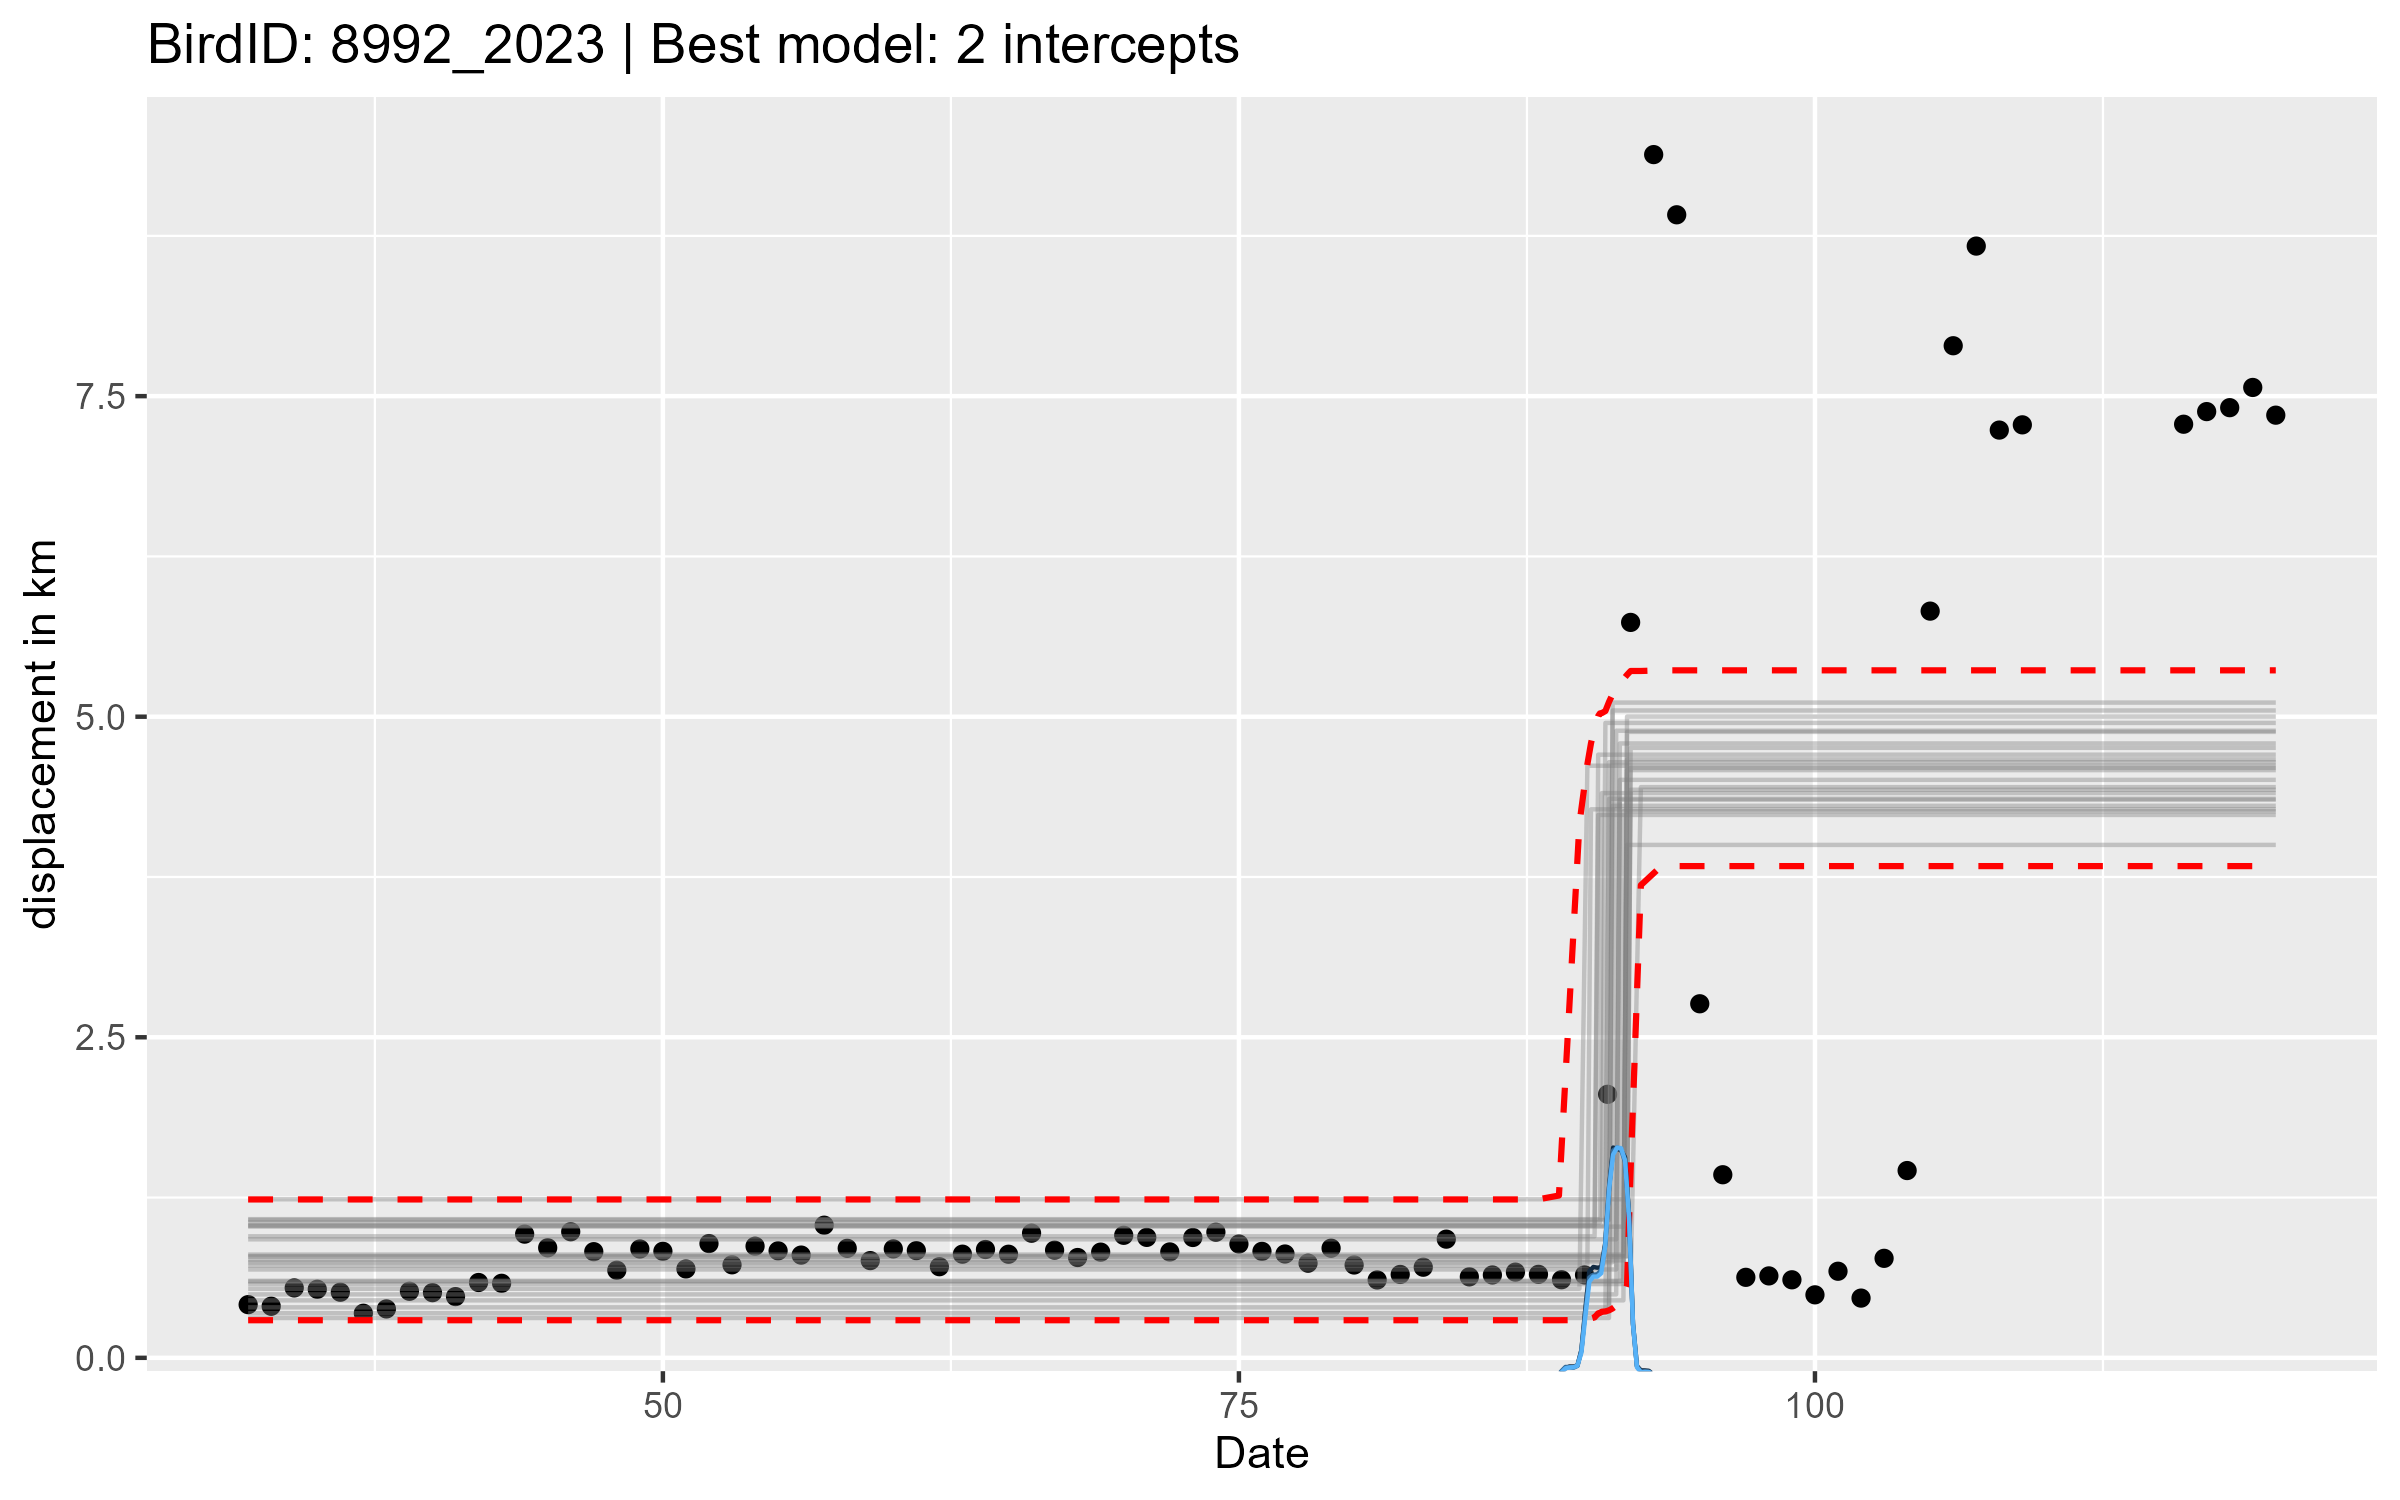 BirdID: 8992_2023 | Best model: 2 intercepts
displacement in km
7.5
5.0
2.5
0.0
50 75 100
Date